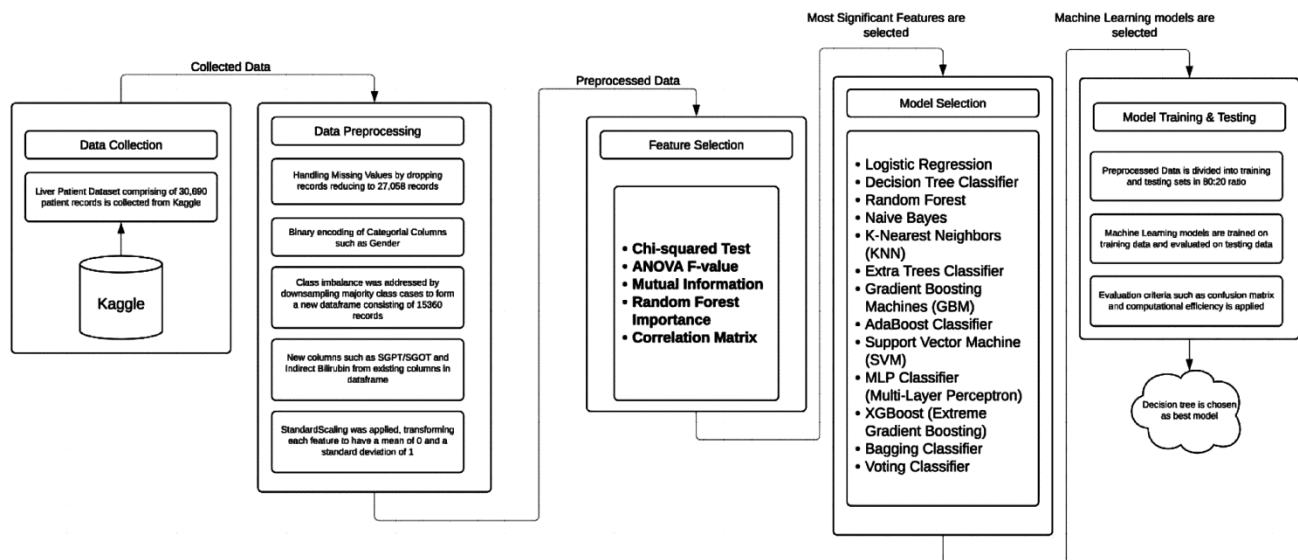 Collected Data
Data Collection
Liver Patient Dataset comprising of 30,690
patient records is collected from Kaggle
Kaggle
Data Preprocessing
Handling Missing Values by dropping
records reducing to 27,058 records
Binary encoding of Categorial Columns
such as Gender
Class imbalance was addressed by
downsampling majority class cases to form
a new dataframe consisting of 15360
records
New columns such as SGPT/SGOT and
Indirect Bilirubin from existing columns in
dataframe
StandardScaling was applied, transforming
each feature to have a mean of 0 and a
standard deviation of 1
Preprocessed Data
Feature Selection
• Chi-squared Test
• ANOVA F-value
• Mutual Information
• Random Forest
Importance
• Correlation Matrix
Most Significant Features are
selected
Model Selection
• Logistic Regression
• Decision Tree Classifier
• Random Forest
• Naive Bayes
• K-Nearest Neighbors
(KNN)
• Extra Trees Classifier
• Gradient Boosting
Machines (GBM)
• AdaBoost Classifier
• Support Vector Machine
(SVM)
• MLP Classifier
(Multi-Layer Perceptron)
• XGBoost (Extreme
Gradient Boosting)
• Bagging Classifier
• Voting Classifier
Machine Learning models are
selected
Model Training & Testing
Preprocessed Data is divided into training
and testing sets in 80:20 ratio
Machine Learning models are trained on
training data and evaluated on testing data
Evaluation criteria such as confusion matrix
and computational efficiency is applied
Decision tree is chosen
as best model